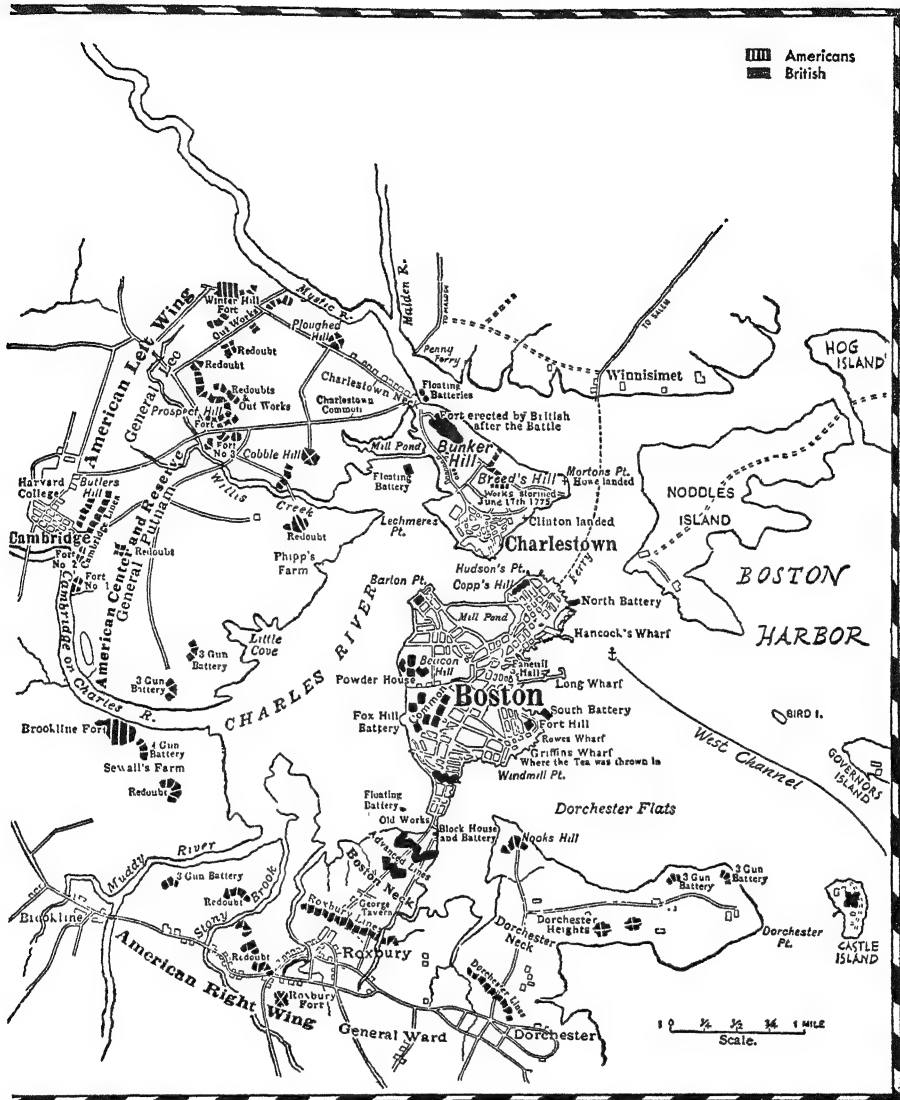 Americans
British
Malden R.
TO MALDEN
TO SALEM
Mystic R.
American Left Wing
General Lee
Winter Hill
Fort
Out Works
Ploughed
Hill
Redoubt
Redoubt
Redoubts
Out Works
Prospect Hill
Fort
Fort
No 3
Cobble Hill
Charlestown Neck
Charlestown
Common
Penny
Ferry
Floating
Batteries
Winnisimet
HOG
ISLAND
Fort erected by British
after the Battle
Bunker
Hill
Mill Pond
Floating
Battery
Breed's Hill
Works stormed
June 17th 1775
Mortons Pt.
Howe landed
Clinton landed
Charlestown
Ferry
NODDLES
ISLAND
Harvard
College
Butlers
Hill
Cambridge
Cambridge Lines
Fort
No 2
Fort
No 1
Redoubt
American Center and Reserve
General Putnam
Willis
Creek
Redoubt
Phipp's
Farm
Lechmeres
Pt.
Cambridge on Charles R.
3 Gun
Battery
3 Gun
Battery
Little
Cove
CHARLES RIVER
BOSTON
HARBOR
Hudson's Pt.
Copp's Hill
Barton Pt.
Mill Pond
North Battery
Hancock's Wharf
Beacon
Hill
Powder House
Faneuil
Hall
Long Wharf
Boston
Common
Fox Hill
Battery
South Battery
Fort Hill
Rowes Wharf
Griffins Wharf
Where the Tea was thrown in
Windmill Pt.
BIRD I.
West Channel
GOVERNORS
ISLAND
Brookline Fort
4 Gun
Battery
Sewall's Farm
Redoubt
Floating
Battery
Old Works
Block House
and Battery
Advanced Lines
Boston Neck
George
Tavern
Dorchester Flats
Nooks Hill
Muddy River
3 Gun Battery
Redoubt
Stony Brook
Brookline
Roxbury Lines
Roxbury
Redoubt
Roxbury
Fort
American Right Wing
General Ward
Dorchester
Neck
Dorchester
Heights
3 Gun
Battery
3 Gun
Battery
Dorchester
Pt.
CASTLE
ISLAND
Dorchester Lines
Dorchester
1 0 ¼ ½ ¾ 1 MILE
Scale.